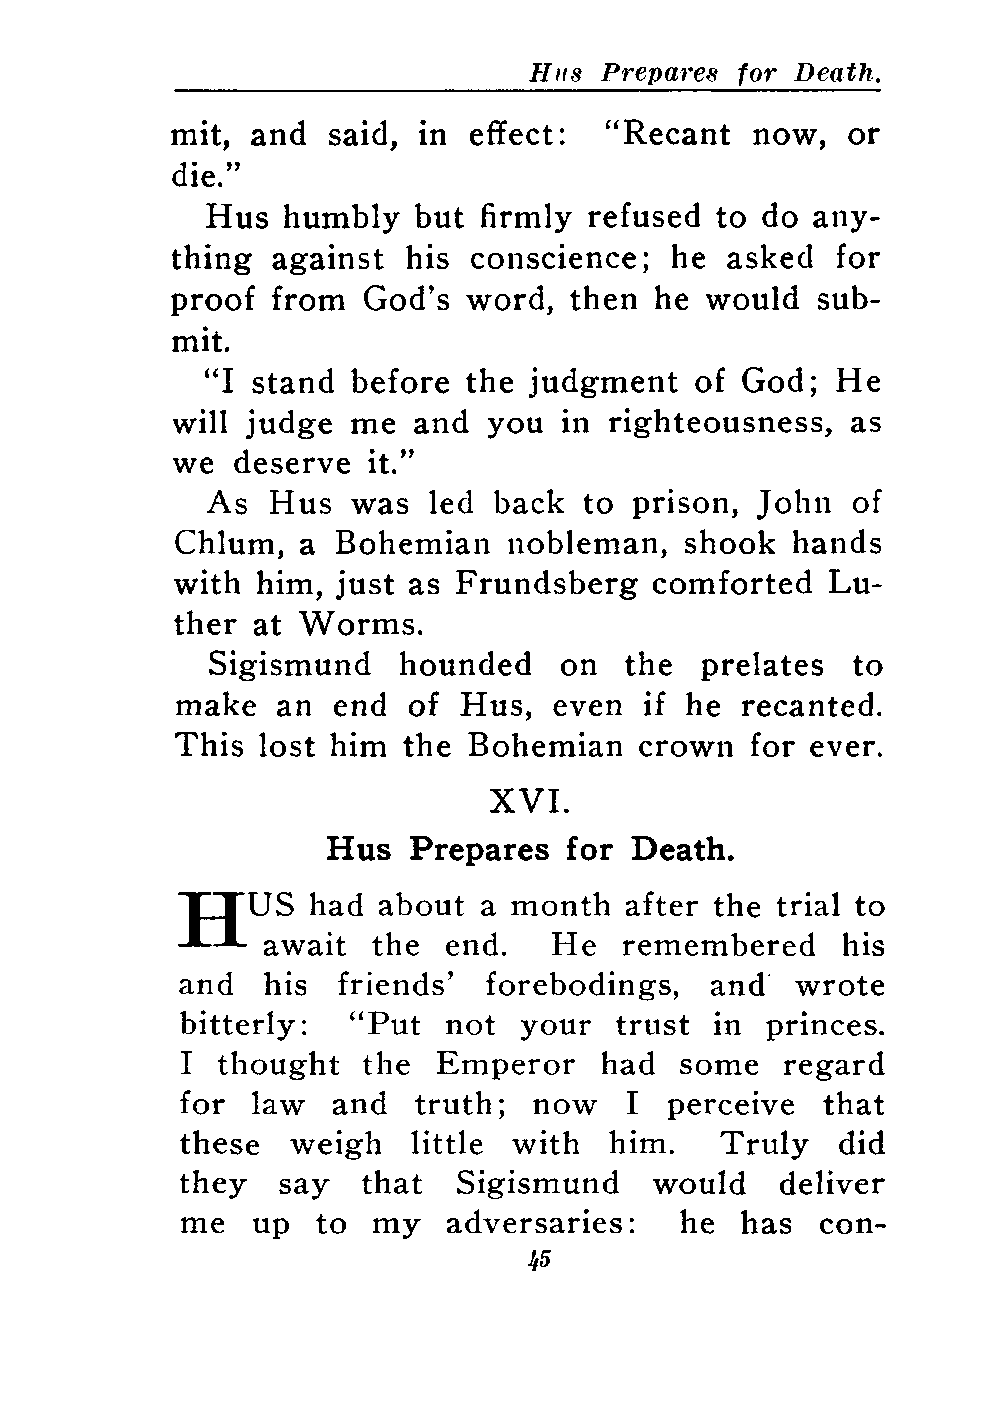 Hus Prepares for Death.
mit, and said, in effect: “Recant now, or
die.”
Hus humbly but firmly refused to do any-
thing against his conscience; he asked for
proof from God’s word, then he would sub-
mit.
“I stand before the judgment of God; He
will judge me and you in righteousness, as
we deserve it.”
As Hus was led back to prison, John of
Chlum, a Bohemian nobleman, shook hands
with him, just as Frundsberg comforted Lu-
ther at Worms.
Sigismund hounded on the prelates to
make an end of Hus, even if he recanted.
This lost him the Bohemian crown for ever.
XVI.
Hus Prepares for Death.
HUS had about a month after the trial to
await the end. He remembered his
and his friends’ forebodings, and wrote
bitterly: “Put not your trust in princes.
I thought the Emperor had some regard
for law and truth; now I perceive that
these weigh little with him. Truly did
they say that Sigismund would deliver
me up to my adversaries: he has con-
45